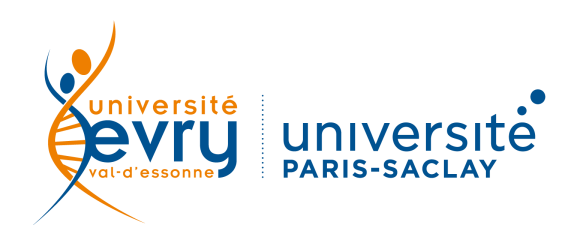 université
evry
val-d'essonne
université
PARIS-SACLAY